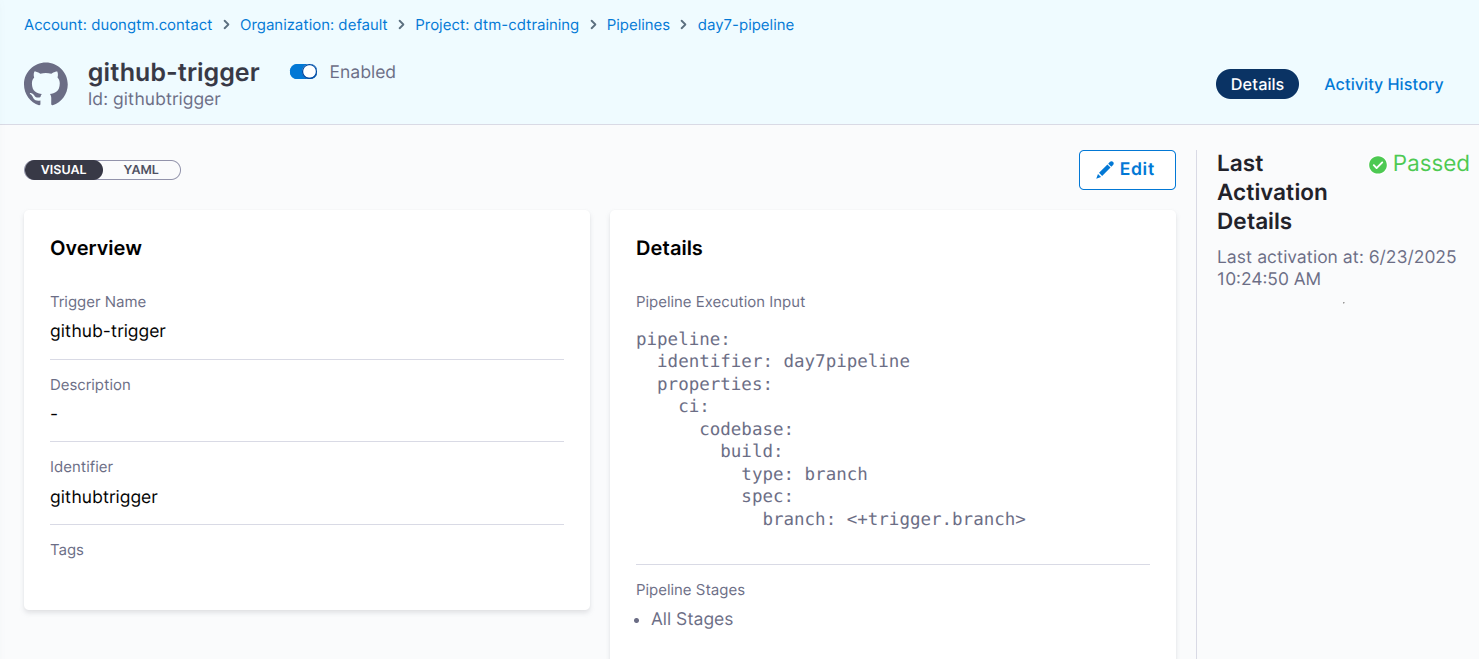 Account: duongtm.contact > Organization: default > Project: dtm-cdtraining > Pipelines > day7-pipeline
github-trigger Enabled
Id: githubtrigger
Details Activity History
VISUAL YAML
Edit
Overview
Trigger Name
github-trigger
Description
-
Identifier
githubtrigger
Tags
Details
Pipeline Execution Input
pipeline:
  identifier: day7pipeline
  properties:
    ci:
      codebase:
        build:
          type: branch
          spec:
            branch: <+trigger.branch>
Pipeline Stages
• All Stages
Last
Activation
Details
Passed
Last activation at: 6/23/2025
10:24:50 AM